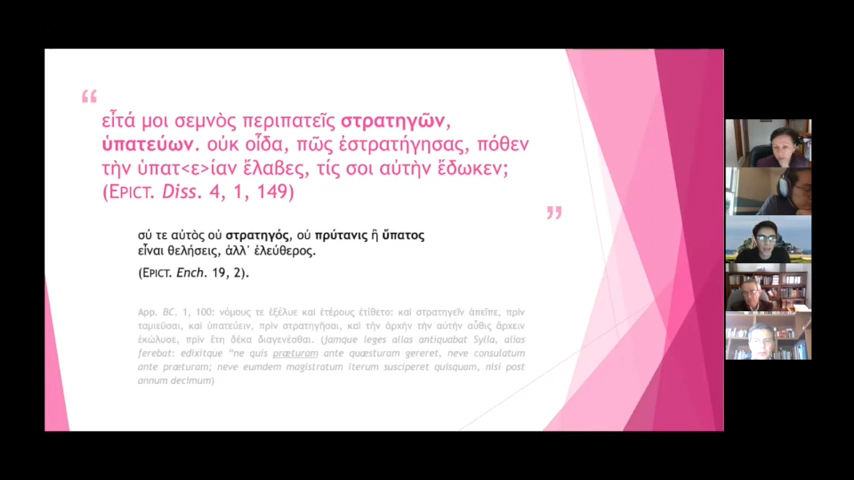 “
εἶτά μοι σεμνὸς περιπατεῖς στρατηγῶν,
ὑπατεύων. οὐκ οἶδα, πῶς ἐστρατήγησας, πόθεν
τὴν ὑπατ<ε>ίαν ἔλαβες, τίς σοι αὐτὴν ἔδωκεν;
(EPICT. Diss. 4, 1, 149)
”
σύ τε αὐτὸς οὐ στρατηγός, οὐ πρύτανις ἢ ὕπατος
εἶναι θελήσεις, ἀλλ᾽ ἐλεύθερος.
(EPICT. Ench. 19, 2).
App. BC. 1, 100: νόμους τε ἐξέλυε καὶ ἑτέρους ἐτίθετο: καὶ στρατηγεῖν ἀπεῖπε, πρὶν
ταμιεῦσαι, καὶ ὑπατεύειν, πρὶν στρατηγῆσαι, καὶ τὴν ἀρχὴν τὴν αὐτὴν αὖθις ἄρχειν
ἐκώλυσε, πρὶν ἔτη δέκα διαγενέσθαι. (Jamque leges alias antiquabat Sylla, alias
ferebat: edixitque “ne quis præturam ante quæsturam gereret, neve consulatum
ante præturam; neve eumdem magistratum iterum susciperet quisquam, nisi post
annum decimum)